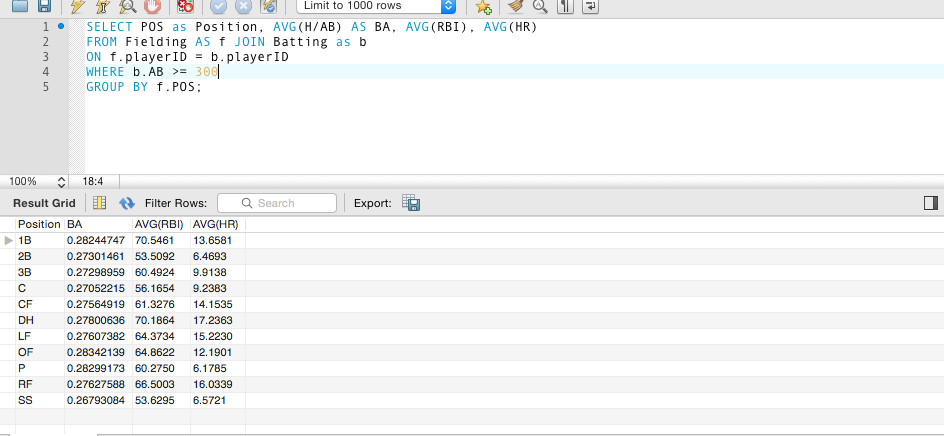 Limit to 1000 rows
1 SELECT POS as Position, AVG(H/AB) AS BA, AVG(RBI), AVG(HR)
2 FROM Fielding AS f JOIN Batting as b
3 ON f.playerID = b.playerID
4 WHERE b.AB >= 300
5 GROUP BY f.POS;
100% 18:4
Result Grid Filter Rows: Search Export:
Position BA AVG(RBI) AVG(HR)
1B 0.28244747 70.5461 13.6581
2B 0.27301461 53.5092 6.4693
3B 0.27298959 60.4924 9.9138
C 0.27052215 56.1654 9.2383
CF 0.27564919 61.3276 14.1535
DH 0.27800636 70.1864 17.2363
LF 0.27607382 64.3734 15.2230
OF 0.28342139 64.8622 12.1901
P 0.28299173 60.2750 6.1785
RF 0.27627588 66.5003 16.0339
SS 0.26793084 53.6295 6.5721